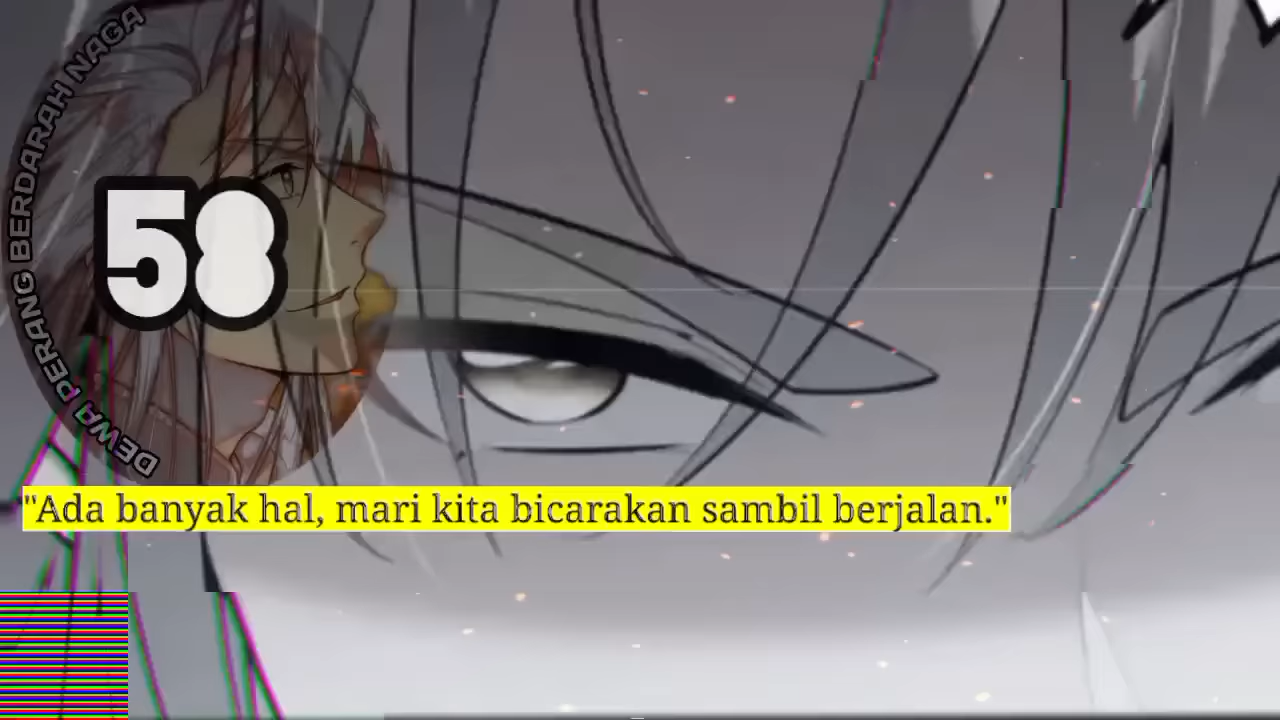 DEWA PERANG BERDARAH NAGA
58
"Ada banyak hal, mari kita bicarakan sambil berjalan."